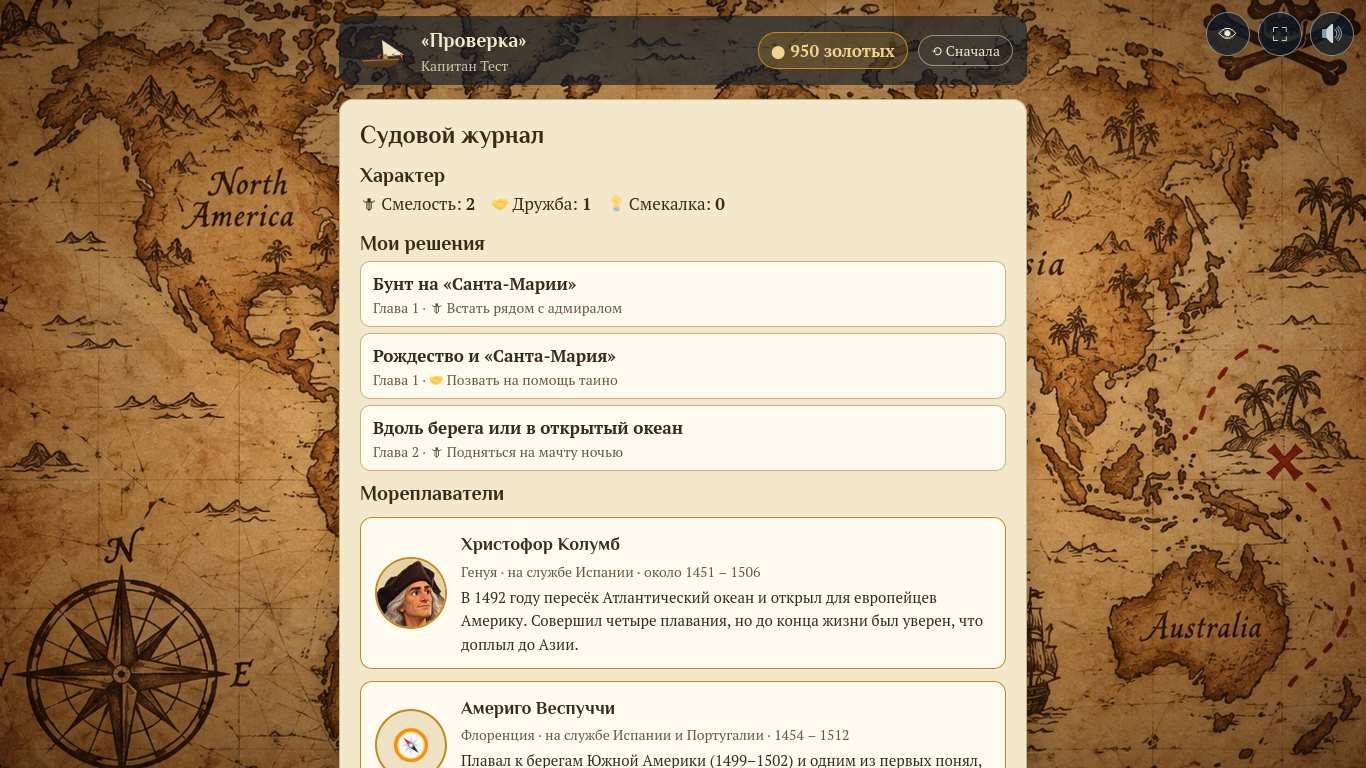 «Проверка»
Капитан Тест
950 золотых
⟲ Сначала
North
America
sia
Судовой журнал
Характер
🗡 Смелость: 2 🤝 Дружба: 1 💡 Смекалка: 0
Мои решения
Бунт на «Санта-Марии»
Глава 1 · 🗡 Встать рядом с адмиралом
Рождество и «Санта-Мария»
Глава 1 · 🤝 Позвать на помощь таино
Вдоль берега или в открытый океан
Глава 2 · 🗡 Подняться на мачту ночью
Мореплаватели
Христофор Колумб
Генуя · на службе Испании · около 1451 – 1506
В 1492 году пересёк Атлантический океан и открыл для европейцев
Америку. Совершил четыре плавания, но до конца жизни был уверен, что
доплыл до Азии.
Америго Веспуччи
Флоренция · на службе Испании и Португалии · 1454 – 1512
Плавал к берегам Южной Америки (1499–1502) и одним из первых понял,
N
E
Australia